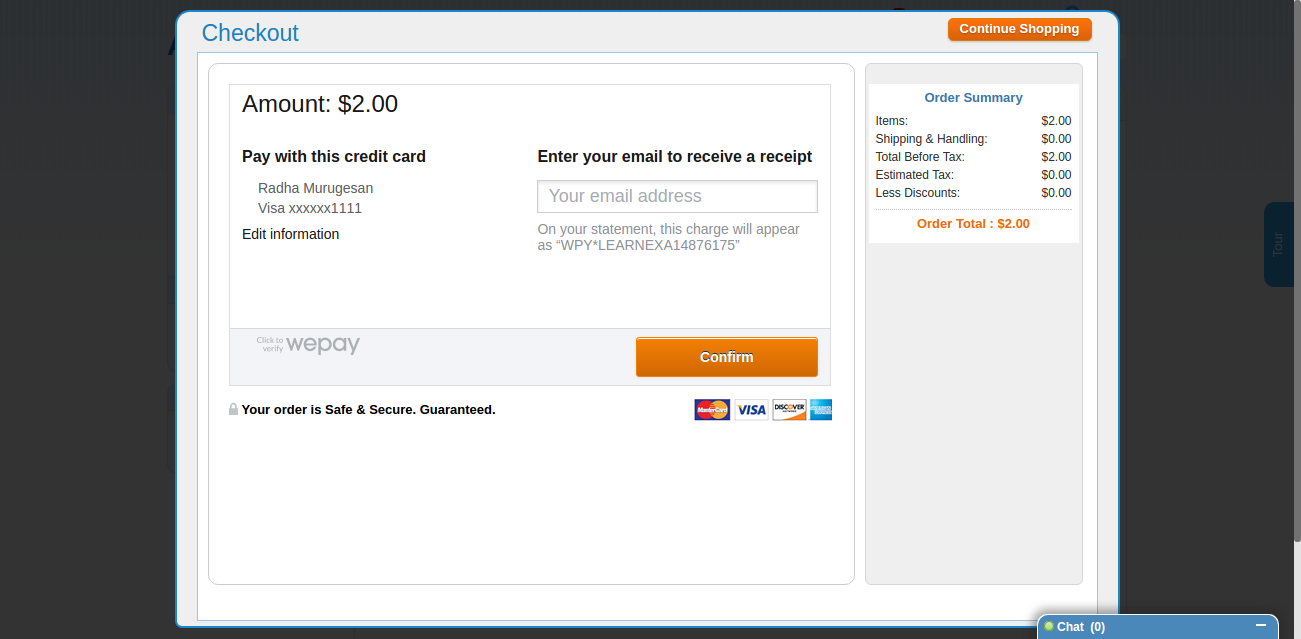 Checkout
Continue Shopping
Amount: $2.00
Pay with this credit card
Radha Murugesan
Visa xxxxxx1111
Edit information
Enter your email to receive a receipt
Your email address
On your statement, this charge will appear
as “WPY*LEARNEXA14876175”
Click to
verify
wepay
Confirm
Your order is Safe & Secure. Guaranteed.
MasterCard
VISA
DISCOVER
Order Summary
Items: $2.00
Shipping & Handling: $0.00
Total Before Tax: $2.00
Estimated Tax: $0.00
Less Discounts: $0.00
Order Total : $2.00
Tour
Chat (0)